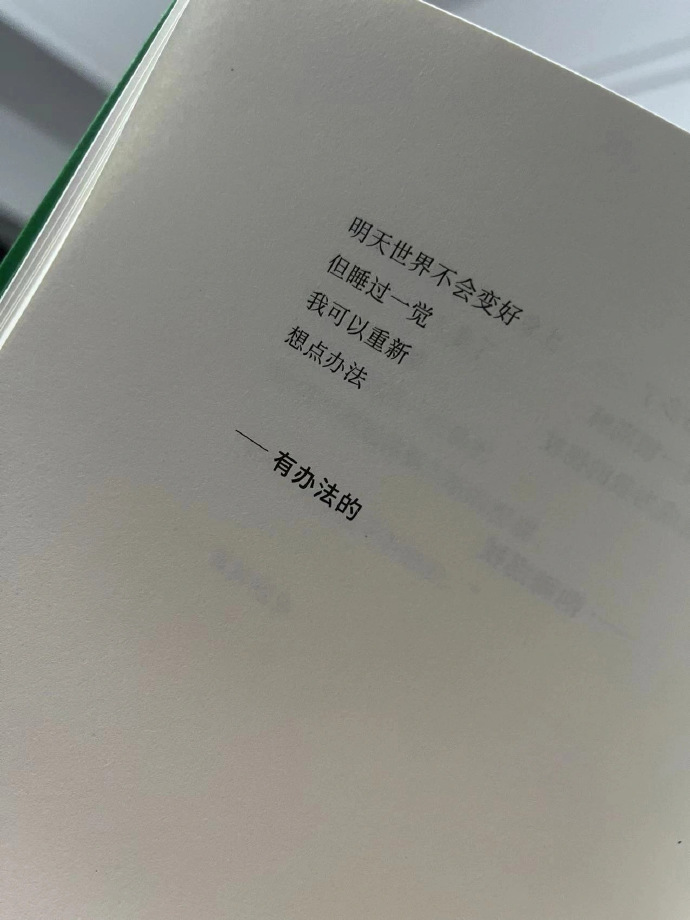 明天世界不会变好
但睡过一觉
我可以重新
想点办法
—— 有办法的